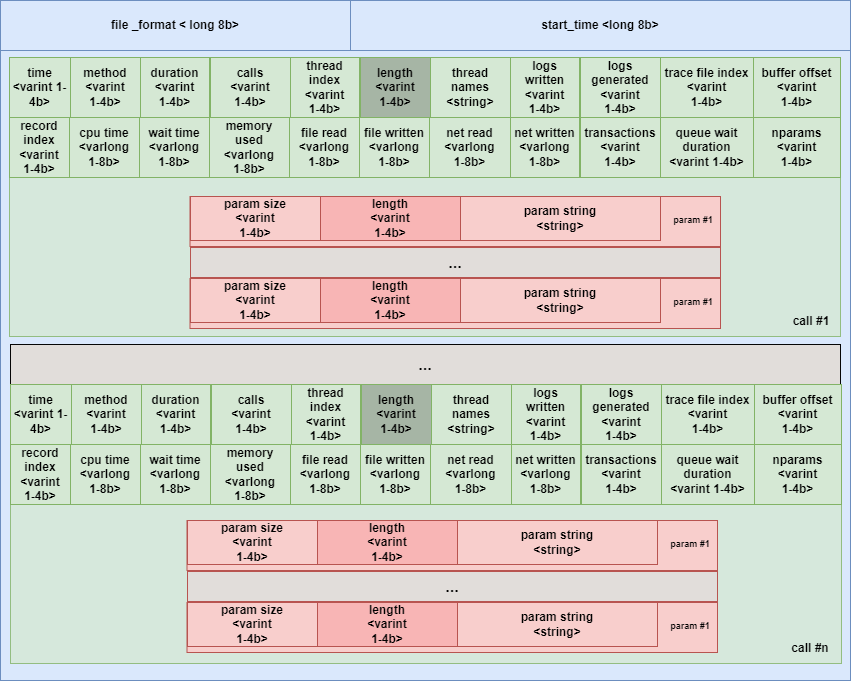 file _format < long 8b>
start_time <long 8b>
time
<varint 1-
4b>
method
<varint
1-4b>
duration
<varint
1-4b>
calls
<varint
1-4b>
thread
index
<varint
1-4b>
length
<varint
1-4b>
thread
names
<string>
logs
written
<varint
1-4b>
logs
generated
<varint
1-4b>
trace file index
<varint
1-4b>
buffer offset
<varint
1-4b>
record
index
<varint
1-4b>
cpu time
<varlong
1-8b>
wait time
<varlong
1-8b>
memory
used
<varlong
1-8b>
file read
<varlong
1-8b>
file written
<varlong
1-8b>
net read
<varlong
1-8b>
net written
<varlong
1-8b>
transactions
<varint
1-4b>
queue wait
duration
<varint 1-4b>
nparams
<varint
1-4b>
param size
<varint
1-4b>
length
<varint
1-4b>
param string
<string>
param #1
...
param size
<varint
1-4b>
length
<varint
1-4b>
param string
<string>
param #1
call #1
...
time
<varint 1-
4b>
method
<varint
1-4b>
duration
<varint
1-4b>
calls
<varint
1-4b>
thread
index
<varint
1-4b>
length
<varint
1-4b>
thread
names
<string>
logs
written
<varint
1-4b>
logs
generated
<varint
1-4b>
trace file index
<varint
1-4b>
buffer offset
<varint
1-4b>
record
index
<varint
1-4b>
cpu time
<varlong
1-8b>
wait time
<varlong
1-8b>
memory
used
<varlong
1-8b>
file read
<varlong
1-8b>
file written
<varlong
1-8b>
net read
<varlong
1-8b>
net written
<varlong
1-8b>
transactions
<varint
1-4b>
queue wait
duration
<varint 1-4b>
nparams
<varint
1-4b>
param size
<varint
1-4b>
length
<varint
1-4b>
param string
<string>
param #1
...
param size
<varint
1-4b>
length
<varint
1-4b>
param string
<string>
param #1
call #n